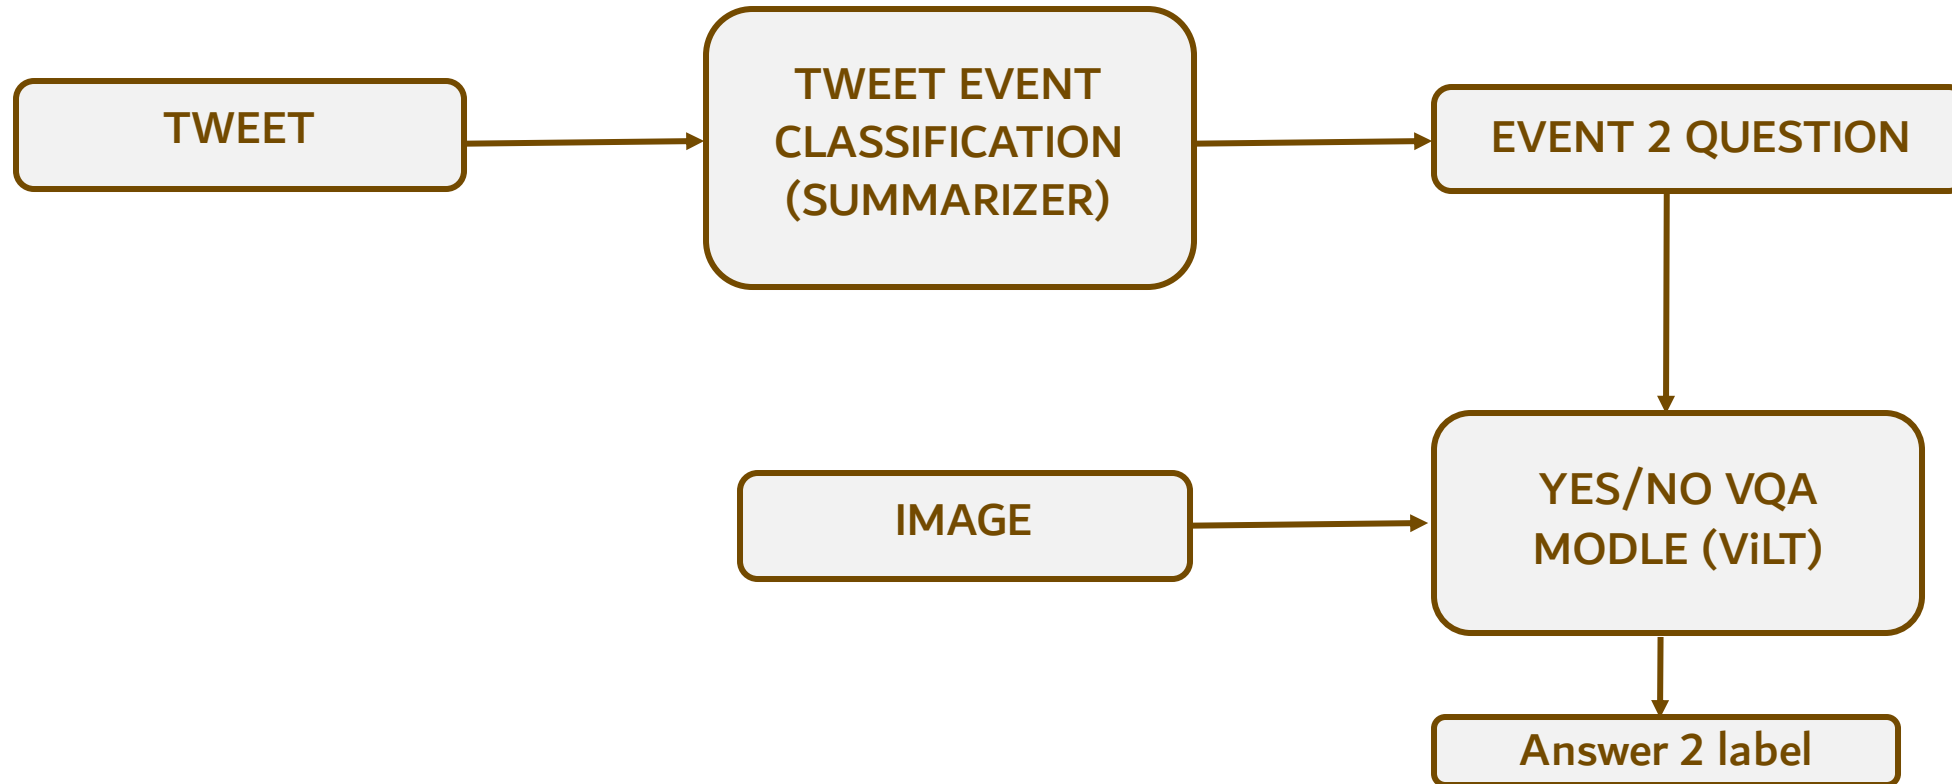 TWEET
TWEET EVENT
CLASSIFICATION
(SUMMARIZER)
EVENT 2 QUESTION
IMAGE
YES/NO VQA
MODLE (ViLT)
Answer 2 label